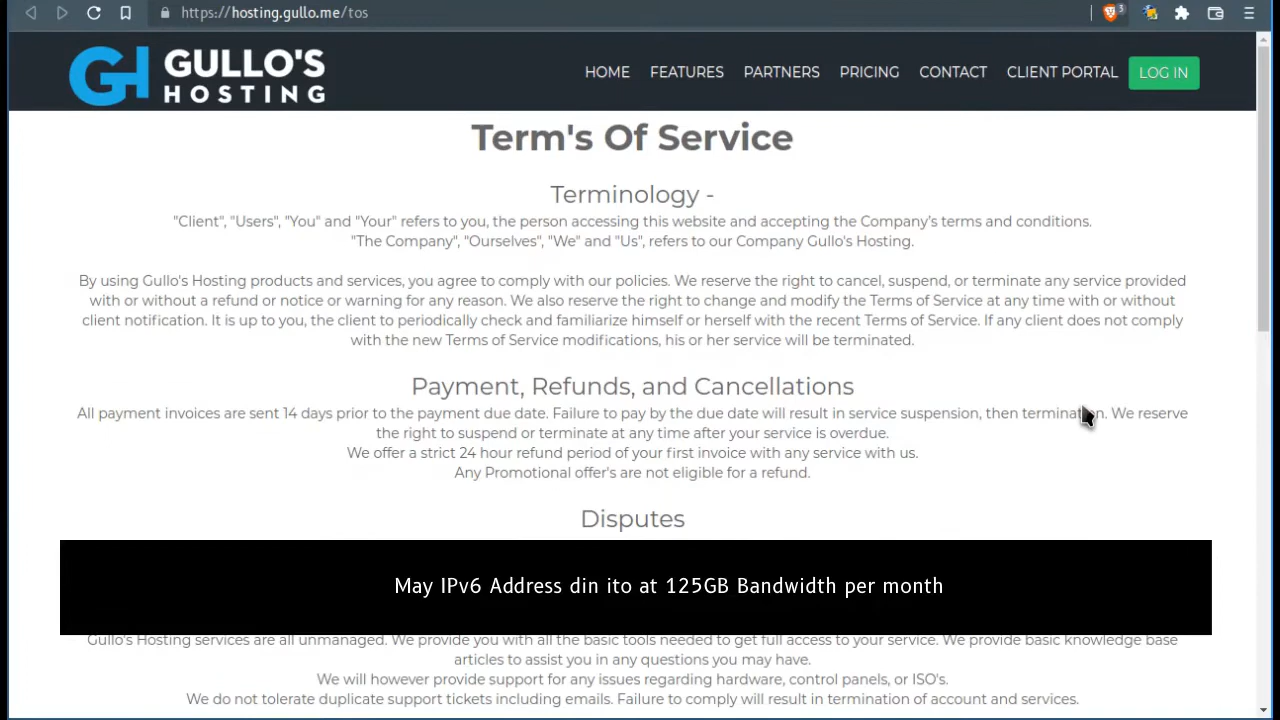 https://hosting.gullo.me/tos
3
GH GULLO'S HOSTING
HOME FEATURES PARTNERS PRICING CONTACT CLIENT PORTAL LOG IN
Term's Of Service
Terminology -
"Client", "Users", "You" and "Your" refers to you, the person accessing this website and accepting the Company's terms and conditions.
"The Company", "Ourselves", "We" and "Us", refers to our Company Gullo's Hosting.
By using Gullo's Hosting products and services, you agree to comply with our policies. We reserve the right to cancel, suspend, or terminate any service provided
with or without a refund or notice or warning for any reason. We also reserve the right to change and modify the Terms of Service at any time with or without
client notification. It is up to you, the client to periodically check and familiarize himself or herself with the recent Terms of Service. If any client does not comply
with the new Terms of Service modifications, his or her service will be terminated.
Payment, Refunds, and Cancellations
All payment invoices are sent 14 days prior to the payment due date. Failure to pay by the due date will result in service suspension, then termination. We reserve
the right to suspend or terminate at any time after your service is overdue.
We offer a strict 24 hour refund period of your first invoice with any service with us.
Any Promotional offer's are not eligible for a refund.
Disputes
May IPv6 Address din ito at 125GB Bandwidth per month
Gullo's Hosting services are all unmanaged. We provide you with all the basic tools needed to get full access to your service. We provide basic knowledge base
articles to assist you in any questions you may have.
We will however provide support for any issues regarding hardware, control panels, or ISO's.
We do not tolerate duplicate support tickets including emails. Failure to comply will result in termination of account and services.